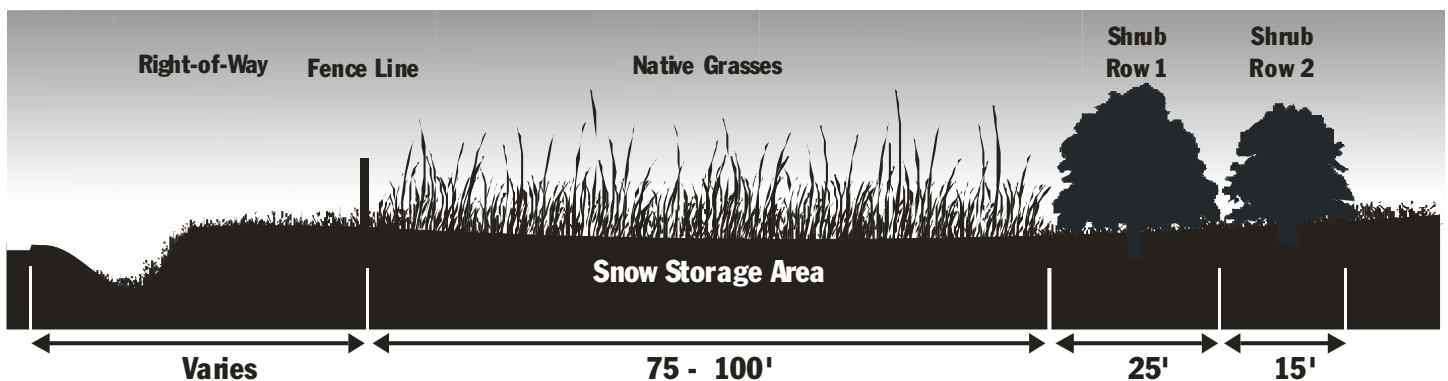 Right-of-Way
Fence Line
Native Grasses
Shrub
Row 1
Shrub
Row 2
Snow Storage Area
Varies
75 - 100'
25'
15'